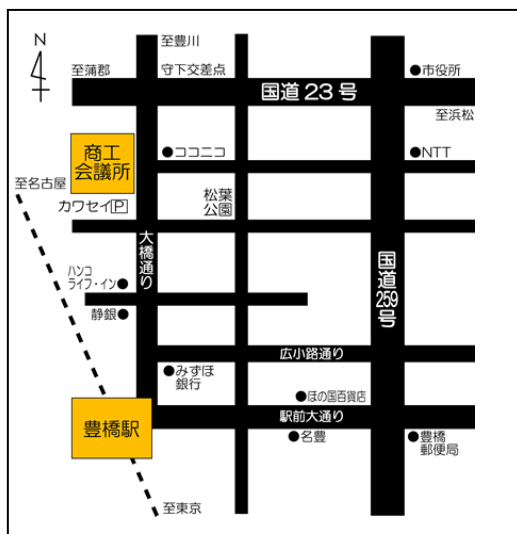 至豊川
N
至蒲郡
守下交差点
●市役所
国道23号
至浜松
商工
会議所
●ココニコ
●NTT
至名古屋
松葉
公園
カワセイP
大橋通り
ハンコ
ライフ・イン●
国道259号
静銀●
広小路通り
●みずほ
銀行
●ほの国百貨店
駅前大通り
豊橋駅
●名豊
●豊橋
郵便局
至東京